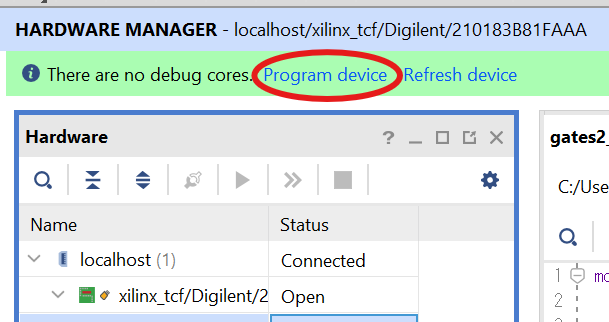 HARDWARE MANAGER - localhost/xilinx_tcf/Digilent/210183B81FAAA
There are no debug cores. Program device Refresh device
Hardware
Name Status
localhost (1) Connected
xilinx_tcf/Digilent/2 Open
gates2_
C:/Use
1 mo
2
3